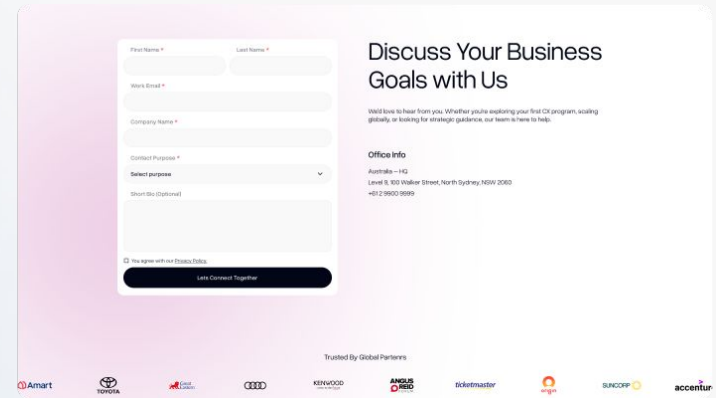 First Name *
Last Name *
Work Email *
Company Name *
Contact Purpose *
Select purpose
Short Bio (Optional)
You agree with our Privacy Policy.
Lets Connect Together
Discuss Your Business
Goals with Us
We'd love to hear from you. Whether you're exploring your first CX program, scaling
globally, or looking for strategic guidance, our team is here to help.
Office Info
Australia – HQ
Level 9, 100 Walker Street, North Sydney, NSW 2060
+61 2 9900 9999
Trusted By Global Partenrs
Amart
TOYOTA
KENWOOD
ANGUS
REID
ticketmaster
SUNCORP
accenture